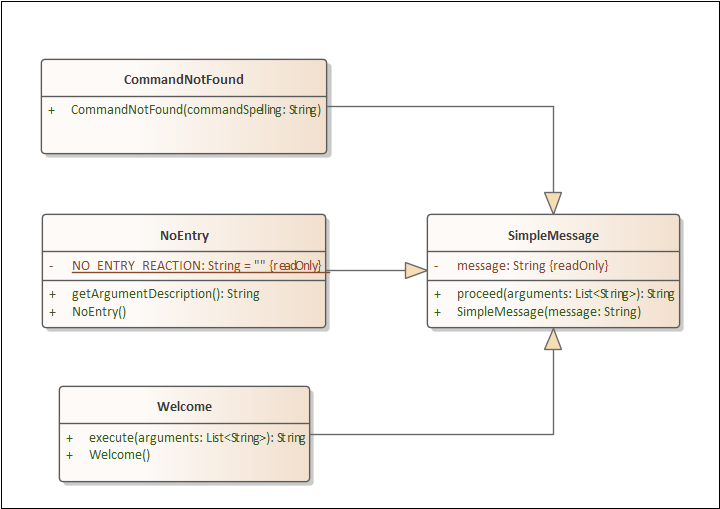 CommandNotFound
+ CommandNotFound(commandSpelling: String)
NoEntry
- NO_ENTRY_REACTION: String = "" {readOnly}
+ getArgumentDescription(): String
+ NoEntry()
SimpleMessage
- message: String {readOnly}
+ proceed(arguments: List<String>): String
+ SimpleMessage(message: String)
Welcome
+ execute(arguments: List<String>): String
+ Welcome()